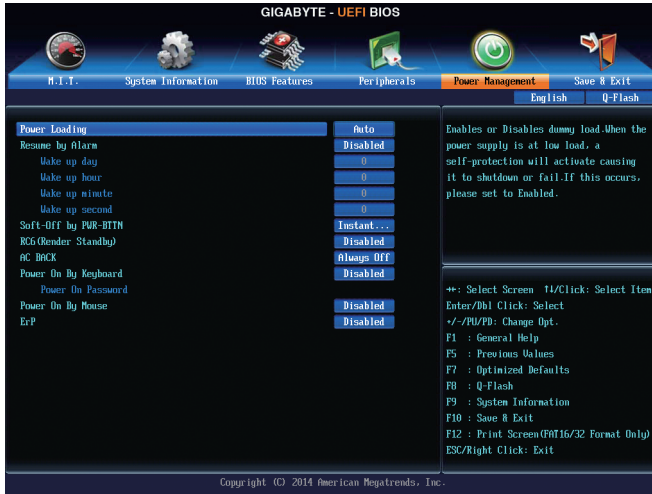 GIGABYTE - UEFI BIOS
M.I.T. System Information BIOS Features Peripherals Power Management Save & Exit
English Q-Flash
Power Loading Auto
Resume by Alarm Disabled
Wake up day 0
Wake up hour 0
Wake up minute 0
Wake up second 0
Soft-Off by PWR-BTTN Instant...
RC6(Render Standby) Disabled
AC BACK Always Off
Power On By Keyboard Disabled
Power On Password
Power On By Mouse Disabled
ErP Disabled
Enables or Disables dummy load.When the
power supply is at low load, a
self-protection will activate causing
it to shutdown or fail.If this occurs,
please set to Enabled.
→←: Select Screen ↑↓/Click: Select Item
Enter/Dbl Click: Select
+/-/PU/PD: Change Opt.
F1 : General Help
F5 : Previous Values
F7 : Optimized Defaults
F8 : Q-Flash
F9 : System Information
F10 : Save & Exit
F12 : Print Screen(FAT16/32 Format Only)
ESC/Right Click: Exit
Copyright (C) 2014 American Megatrends, Inc.